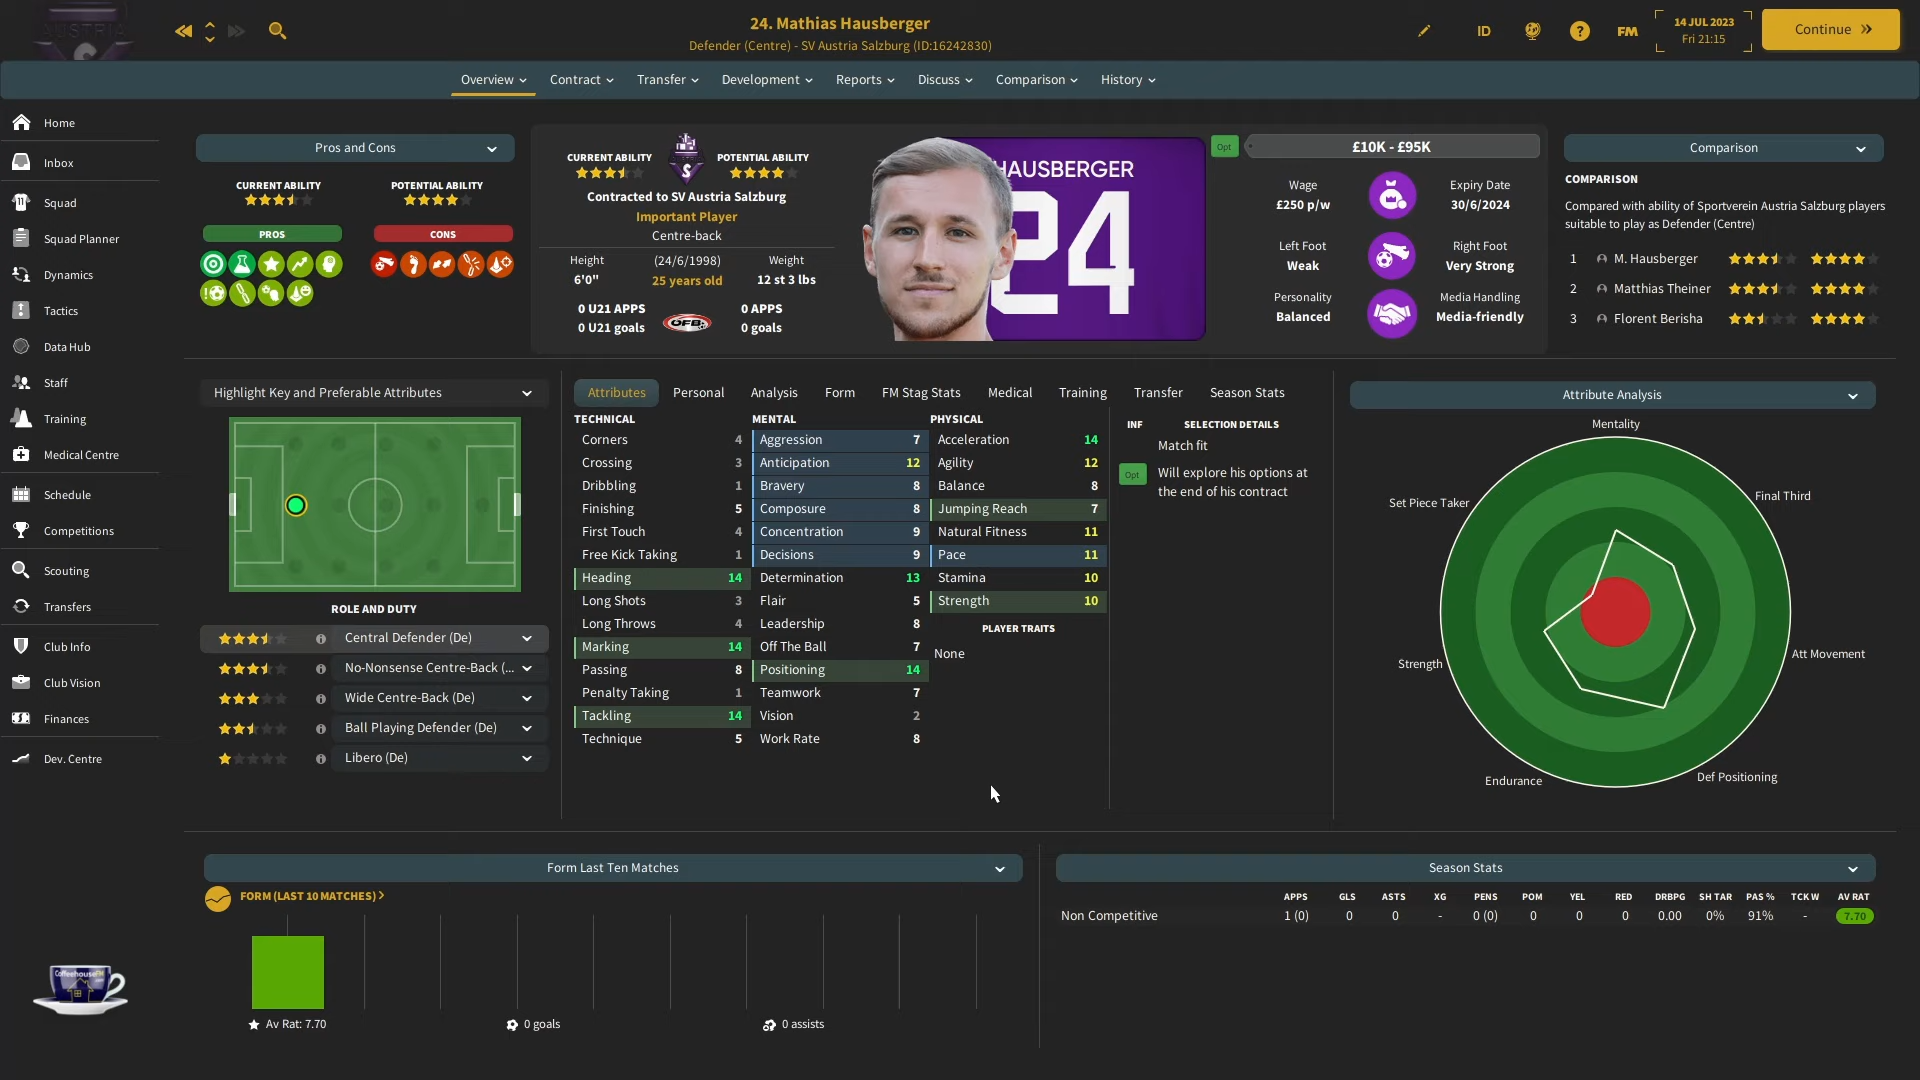 24. Mathias Hausberger
Defender (Centre) - SV Austria Salzburg (ID:16242830)
ID
FM
14 JUL 2023
Fri 21:15
Continue
Overview
Contract
Transfer
Development
Reports
Discuss
Comparison
History
Home
Inbox
Squad
Squad Planner
Dynamics
Tactics
Data Hub
Staff
Training
Medical Centre
Schedule
Competitions
Scouting
Transfers
Club Info
Club Vision
Finances
Dev. Centre
CoffeehouseFM
Pros and Cons
CURRENT ABILITY
POTENTIAL ABILITY
PROS
CONS
CURRENT ABILITY
POTENTIAL ABILITY
Contracted to SV Austria Salzburg
Important Player
Centre-back
Height
(24/6/1998)
Weight
6'0"
25 years old
12 st 3 lbs
0 U21 APPS
0 APPS
0 U21 goals
ÖFB
0 goals
HAUSBERGER
24
Opt
£10K - £95K
Wage
£250 p/w
Expiry Date
30/6/2024
Left Foot
Weak
Right Foot
Very Strong
Personality
Balanced
Media Handling
Media-friendly
Comparison
COMPARISON
Compared with ability of Sportverein Austria Salzburg players
suitable to play as Defender (Centre)
1 M. Hausberger
2 Matthias Theiner
3 Florent Berisha
Highlight Key and Preferable Attributes
ROLE AND DUTY
Central Defender (De)
No-Nonsense Centre-Back (...
Wide Centre-Back (De)
Ball Playing Defender (De)
Libero (De)
Attributes
Personal
Analysis
Form
FM Stag Stats
Medical
Training
Transfer
Season Stats
TECHNICAL
Corners 4
Crossing 3
Dribbling 1
Finishing 5
First Touch 4
Free Kick Taking 1
Heading 14
Long Shots 3
Long Throws 4
Marking 14
Passing 8
Penalty Taking 1
Tackling 14
Technique 5
MENTAL
Aggression 7
Anticipation 12
Bravery 8
Composure 8
Concentration 9
Decisions 9
Determination 13
Flair 5
Leadership 8
Off The Ball 7
Positioning 14
Teamwork 7
Vision 2
Work Rate 8
PHYSICAL
Acceleration 14
Agility 12
Balance 8
Jumping Reach 7
Natural Fitness 11
Pace 11
Stamina 10
Strength 10
PLAYER TRAITS
None
INF SELECTION DETAILS
Match fit
Opt
Will explore his options at
the end of his contract
Attribute Analysis
Mentality
Final Third
Att Movement
Def Positioning
Endurance
Strength
Set Piece Taker
Form Last Ten Matches
FORM (LAST 10 MATCHES)
Av Rat: 7.70
0 goals
0 assists
Season Stats
APPS GLS ASTS XG PENS POM YEL RED DRBPG SH TAR PAS % TCK W AV RAT
Non Competitive 1 (0) 0 0 - 0 (0) 0 0 0 0.00 0% 91% - 7.70